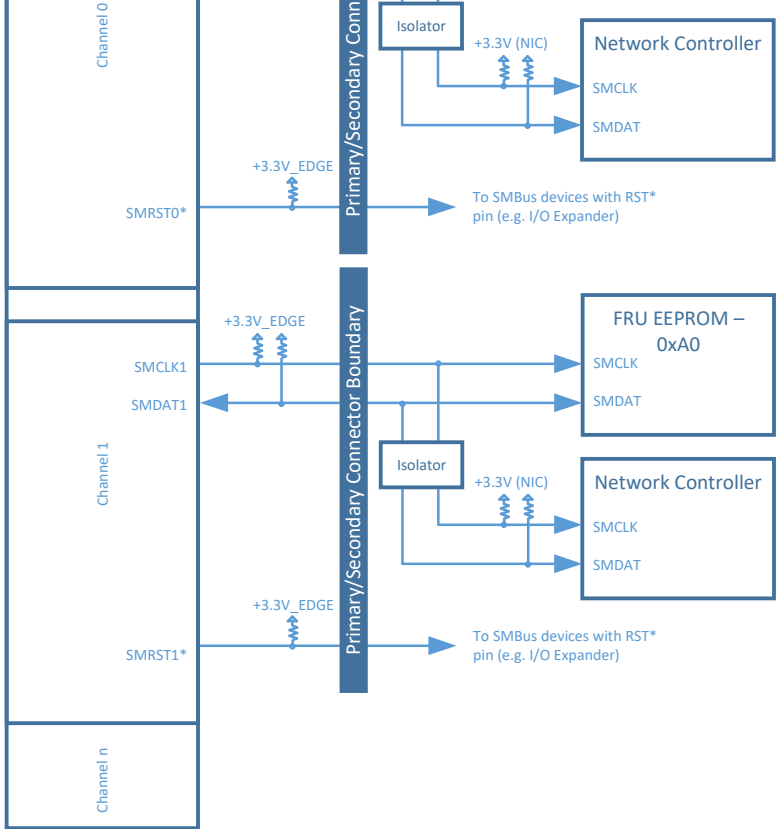 Channel 0
Primary/Secondary Conn
Isolator
+3.3V (NIC)
Network Controller
SMCLK
SMDAT
+3.3V_EDGE
SMRST0*
To SMBus devices with RST*
pin (e.g. I/O Expander)
Channel 1
+3.3V_EDGE
SMCLK1
SMDAT1
Primary/Secondary Connector Boundary
FRU EEPROM –
0xA0
SMCLK
SMDAT
Isolator
+3.3V (NIC)
Network Controller
SMCLK
SMDAT
+3.3V_EDGE
SMRST1*
To SMBus devices with RST*
pin (e.g. I/O Expander)
Channel n